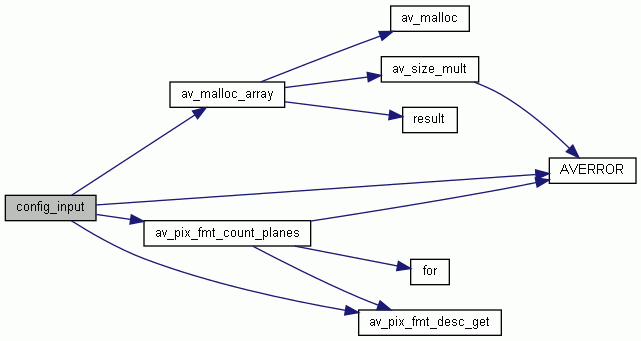 av_malloc
av_size_mult
av_malloc_array
result
AVERROR
config_input
av_pix_fmt_count_planes
for
av_pix_fmt_desc_get